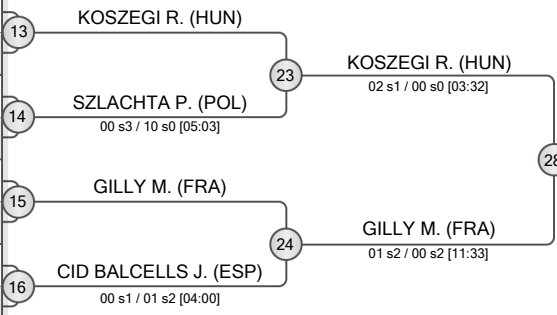 13
KOSZEGI R. (HUN)
23
KOSZEGI R. (HUN)
02 s1 / 00 s0 [03:32]
14
SZLACHTA P. (POL)
00 s3 / 10 s0 [05:03]
28
15
GILLY M. (FRA)
24
GILLY M. (FRA)
01 s2 / 00 s2 [11:33]
16
CID BALCELLS J. (ESP)
00 s1 / 01 s2 [04:00]